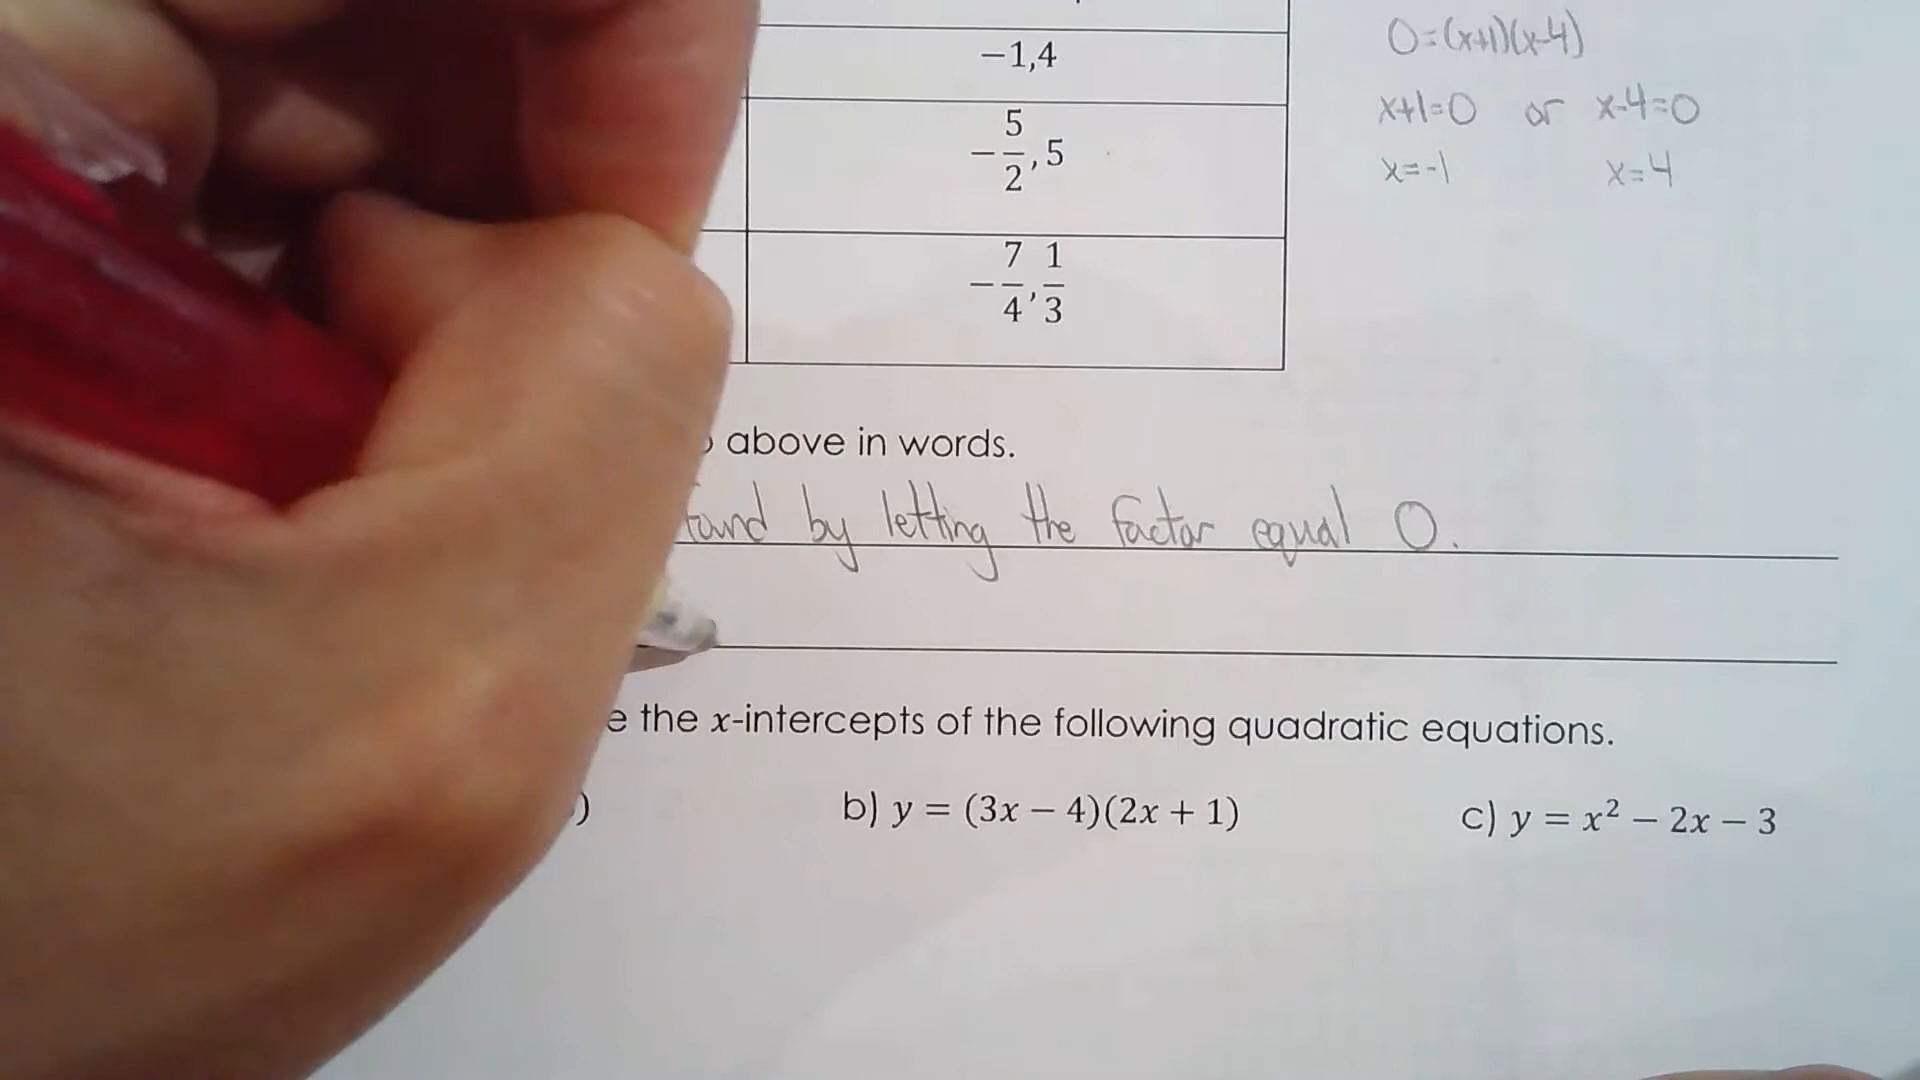 −1,4
−5/2, 5
−7/4, 1/3
0=(x+1)(x-4)
x+1=0 or x-4=0
x=-1 x=4
above in words.
found by letting the factor equal 0.
the x-intercepts of the following quadratic equations.
) b) y = (3x − 4)(2x + 1) c) y = x² − 2x − 3